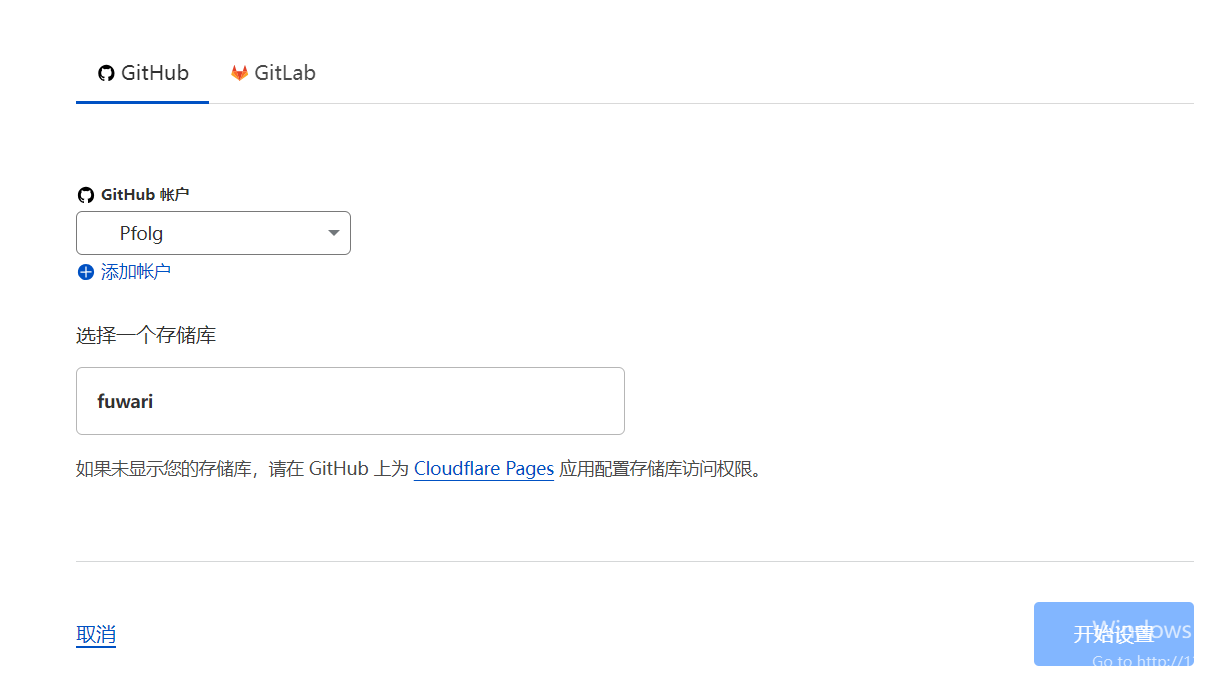 GitHub GitLab
GitHub 帐户
Pfolg
添加帐户
选择一个存储库
fuwari
如果未显示您的存储库，请在 GitHub 上为 Cloudflare Pages 应用配置存储库访问权限。
取消
开始设置
Windows
Go to http://1